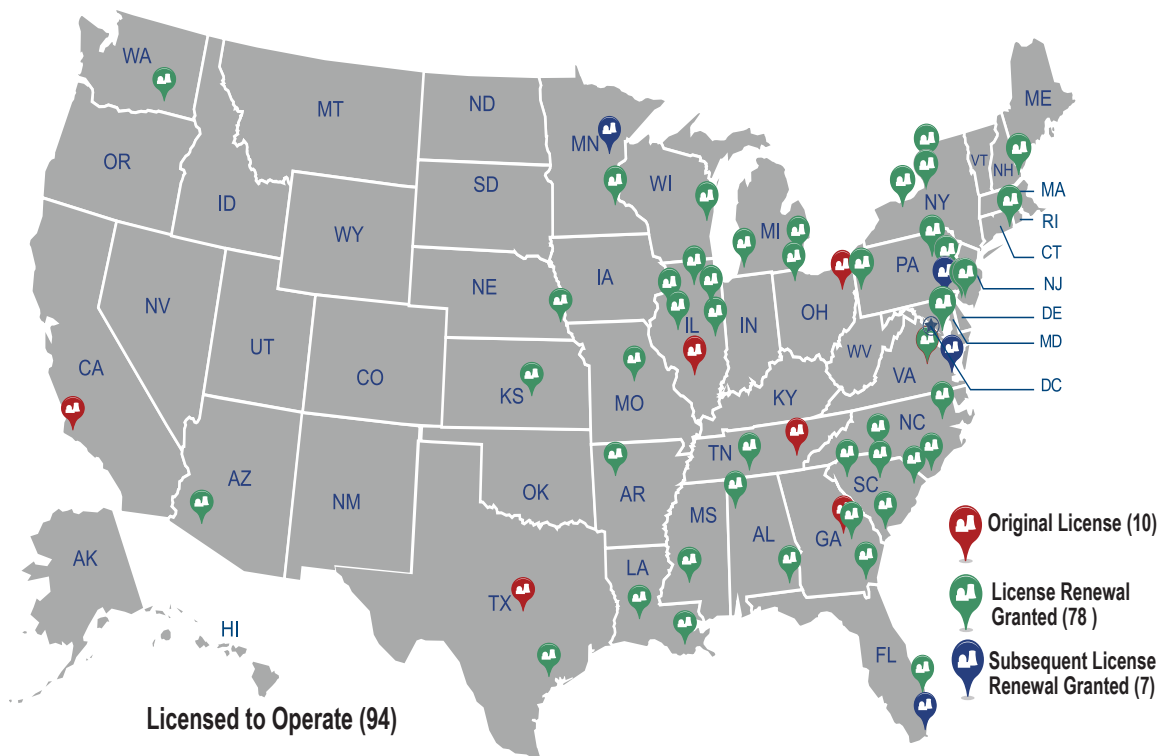 WA
MT
ND
MN
ME
OR
ID
SD
WI
VT
NH
MA
NY
RI
MI
WY
CT
PA
NJ
IA
NE
NV
OH
DE
UT
IL
IN
MD
WV
CA
CO
VA
DC
KS
MO
KY
NC
TN
AZ
OK
AR
SC
NM
MS
AL
GA
Original License (10)
AK
LA
TX
License Renewal
Granted (78 )
HI
FL
Subsequent License
Renewal Granted (7)
Licensed to Operate (94)